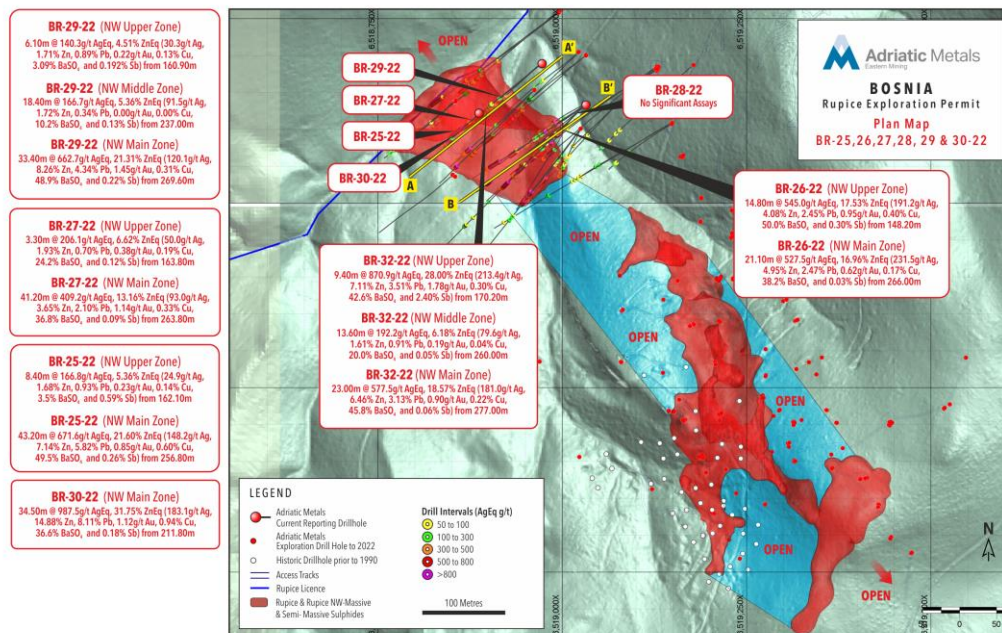 BR-29-22 (NW Upper Zone)
6.10m @ 140.3g/t AgEq, 4.51% ZnEq (30.3g/t Ag,
1.71% Zn, 0.89% Pb, 0.22g/t Au, 0.13% Cu,
3.09% BaSO₄ and 0.192% Sb) from 160.90m
BR-29-22 (NW Middle Zone)
18.40m @ 166.7g/t AgEq, 5.36% ZnEq (91.5g/t Ag,
1.72% Zn, 0.34% Pb, 0.00g/t Au, 0.00% Cu,
10.2% BaSO₄ and 0.13% Sb) from 237.00m
BR-29-22 (NW Main Zone)
33.40m @ 662.7g/t AgEq, 21.31% ZnEq (120.1g/t Ag,
8.26% Zn, 4.34% Pb, 1.45g/t Au, 0.31% Cu,
48.9% BaSO₄ and 0.22% Sb) from 269.60m
BR-27-22 (NW Upper Zone)
3.30m @ 206.1g/t AgEq, 6.62% ZnEq (50.0g/t Ag,
1.93% Zn, 0.70% Pb, 0.38g/t Au, 0.19% Cu,
24.2% BaSO₄ and 0.12% Sb) from 163.80m
BR-27-22 (NW Main Zone)
41.20m @ 409.2g/t AgEq, 13.16% ZnEq (93.0g/t Ag,
3.65% Zn, 2.10% Pb, 1.14g/t Au, 0.33% Cu,
36.8% BaSO₄ and 0.09% Sb) from 263.80m
BR-25-22 (NW Upper Zone)
8.40m @ 166.8g/t AgEq, 5.36% ZnEq (24.9g/t Ag,
1.68% Zn, 0.93% Pb, 0.23g/t Au, 0.14% Cu,
3.5% BaSO₄ and 0.59% Sb) from 162.10m
BR-25-22 (NW Main Zone)
43.20m @ 671.6g/t AgEq, 21.60% ZnEq (148.2g/t Ag,
7.14% Zn, 5.82% Pb, 0.85g/t Au, 0.60% Cu,
49.5% BaSO₄ and 0.26% Sb) from 256.80m
BR-30-22 (NW Main Zone)
34.50m @ 987.5g/t AgEq, 31.75% ZnEq (183.1g/t Ag,
14.88% Zn, 8.11% Pb, 1.12g/t Au, 0.94% Cu,
36.6% BaSO₄ and 0.18% Sb) from 211.80m
6,518,750X
6,519,000X
OPEN
A'
B'
BR-29-22
BR-27-22
BR-25-22
BR-30-22
A
B
BR-28-22
No Significant Assays
Adriatic Metals
Eastern Mining
BOSNIA
Rupice Exploration Permit
Plan Map
BR-25,26,27,28, 29 & 30-22
BR-26-22 (NW Upper Zone)
14.80m @ 545.0g/t AgEq, 17.53% ZnEq (191.2g/t Ag,
4.08% Zn, 2.45% Pb, 0.95g/t Au, 0.40% Cu,
50.0% BaSO₄ and 0.30% Sb) from 148.20m
BR-26-22 (NW Main Zone)
21.10m @ 527.5g/t AgEq, 16.96% ZnEq (231.5g/t Ag,
4.95% Zn, 2.47% Pb, 0.62g/t Au, 0.17% Cu,
38.2% BaSO₄ and 0.03% Sb) from 266.00m
BR-32-22 (NW Upper Zone)
9.40m @ 870.9g/t AgEq, 28.00% ZnEq (213.4g/t Ag,
7.11% Zn, 3.51% Pb, 1.78g/t Au, 0.30% Cu,
42.6% BaSO₄ and 2.40% Sb) from 170.20m
BR-32-22 (NW Middle Zone)
13.60m @ 192.2g/t AgEq, 6.18% ZnEq (79.6g/t Ag,
1.61% Zn, 0.91% Pb, 0.19g/t Au, 0.04% Cu,
20.0% BaSO₄ and 0.05% Sb) from 260.00m
BR-32-22 (NW Main Zone)
23.00m @ 577.5g/t AgEq, 18.57% ZnEq (181.0g/t Ag,
6.46% Zn, 3.13% Pb, 0.90g/t Au, 0.22% Cu,
45.8% BaSO₄ and 0.06% Sb) from 277.00m
OPEN
OPEN
OPEN
OPEN
OPEN
LEGEND
Adriatic Metals
Current Reporting Drillhole
Adriatic Metals
Exploration Drill Hole to 2022
Historic Drillhole prior to 1990
Access Tracks
Rupice Licence
Rupice & Rupice NW-Massive
& Semi- Massive Sulphides
Drill Intervals (AgEq g/t)
50 to 100
100 to 300
300 to 500
500 to 800
>800
100 Metres
6,519,250X
N
0